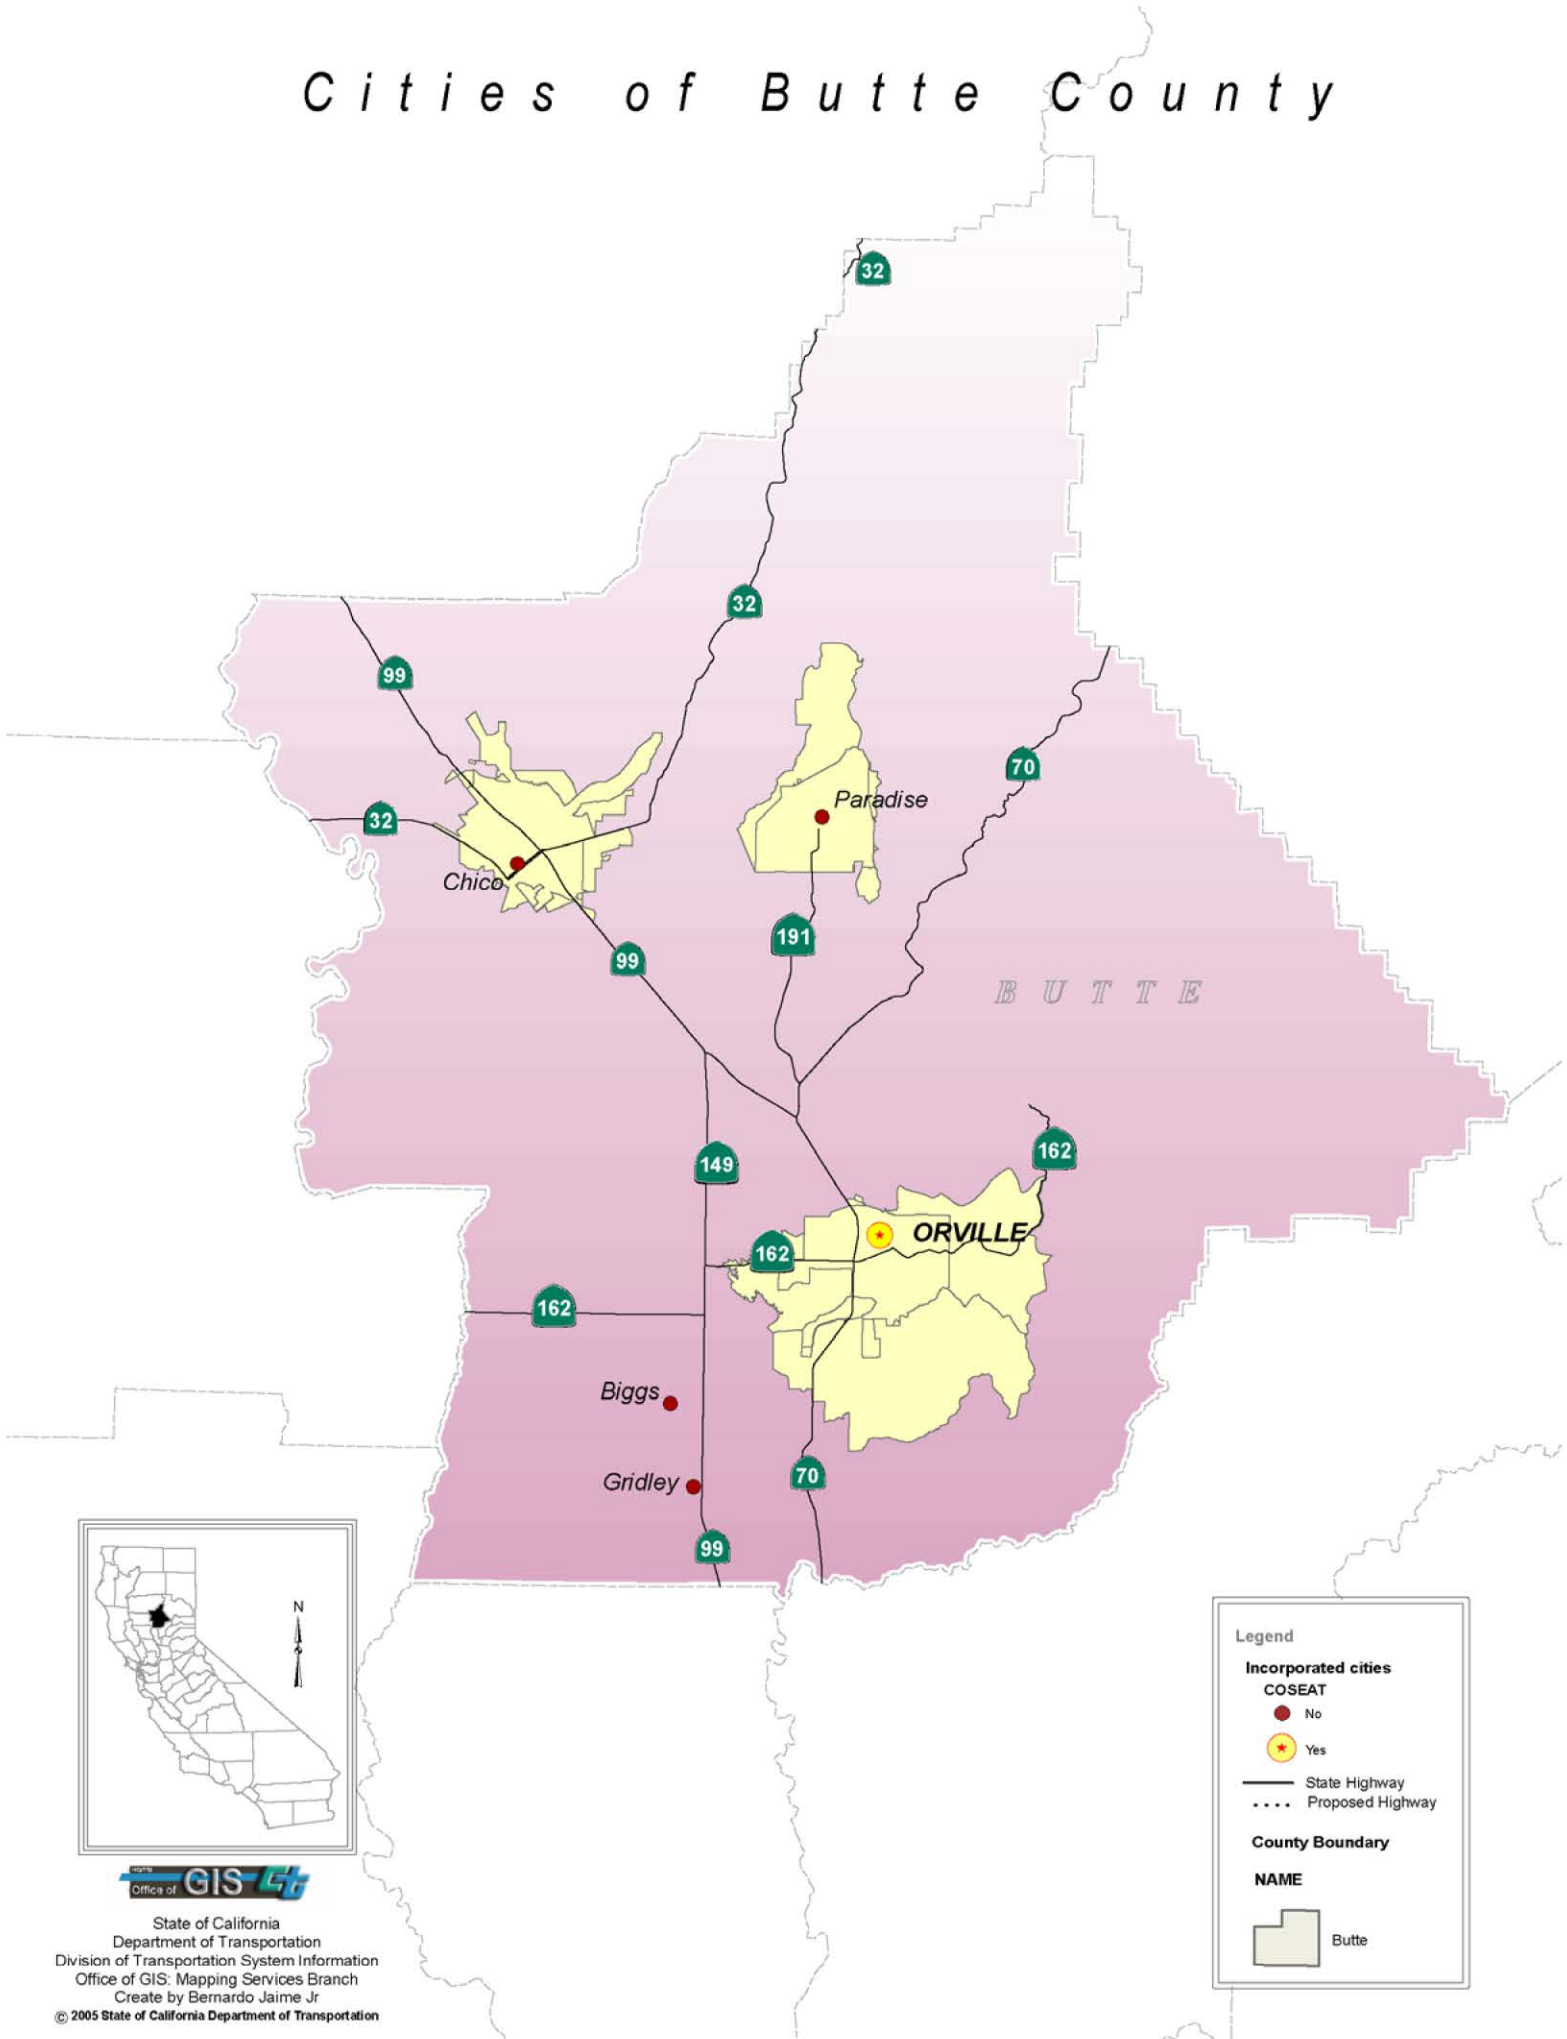 Cities of Butte County
32
32
99
70
Paradise
32
Chico
191
99
BUTTE
162
149
ORVILLE
162
162
Biggs
Gridley
70
99
N
Legend
Incorporated cities
COSEAT
No
Yes
State Highway
Proposed Highway
County Boundary
NAME
Butte
Office of GIS Ct
State of California
Department of Transportation
Division of Transportation System Information
Office of GIS: Mapping Services Branch
Create by Bernardo Jaime Jr
© 2005 State of California Department of Transportation